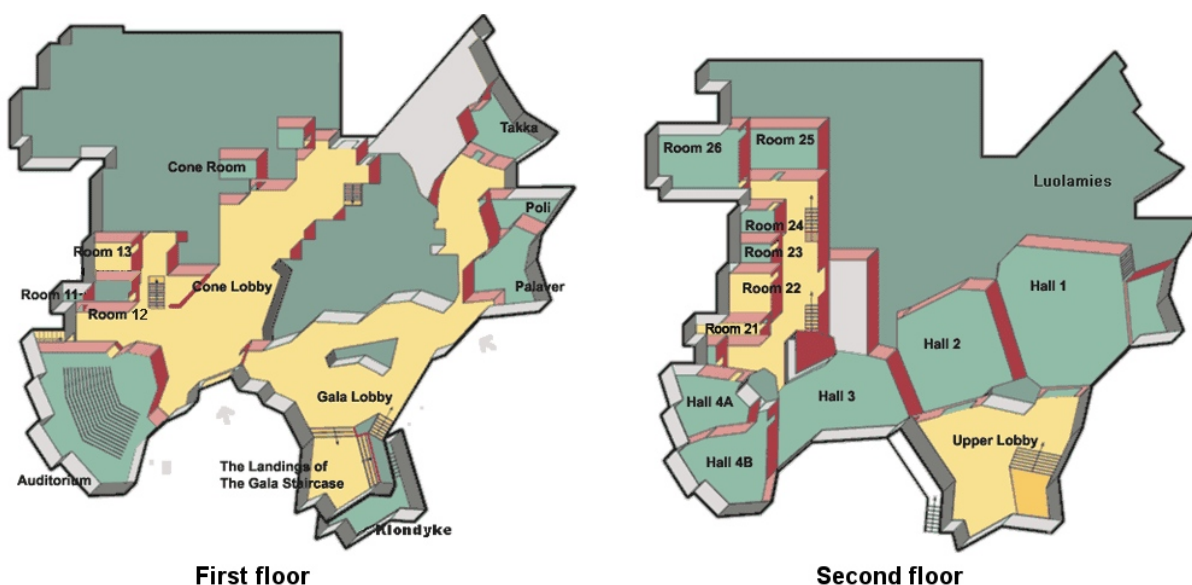 Takka
Cone Room
Poli
Room 13
Palaver
Cone Lobby
Room 11
Room 12
Gala Lobby
The Landings of
The Gala Staircase
Auditorium
Klondyke
First floor
Room 25
Room 26
Luolamies
Room 24
Room 23
Hall 1
Room 22
Room 21
Hall 2
Hall 3
Hall 4A
Upper Lobby
Hall 4B
Second floor